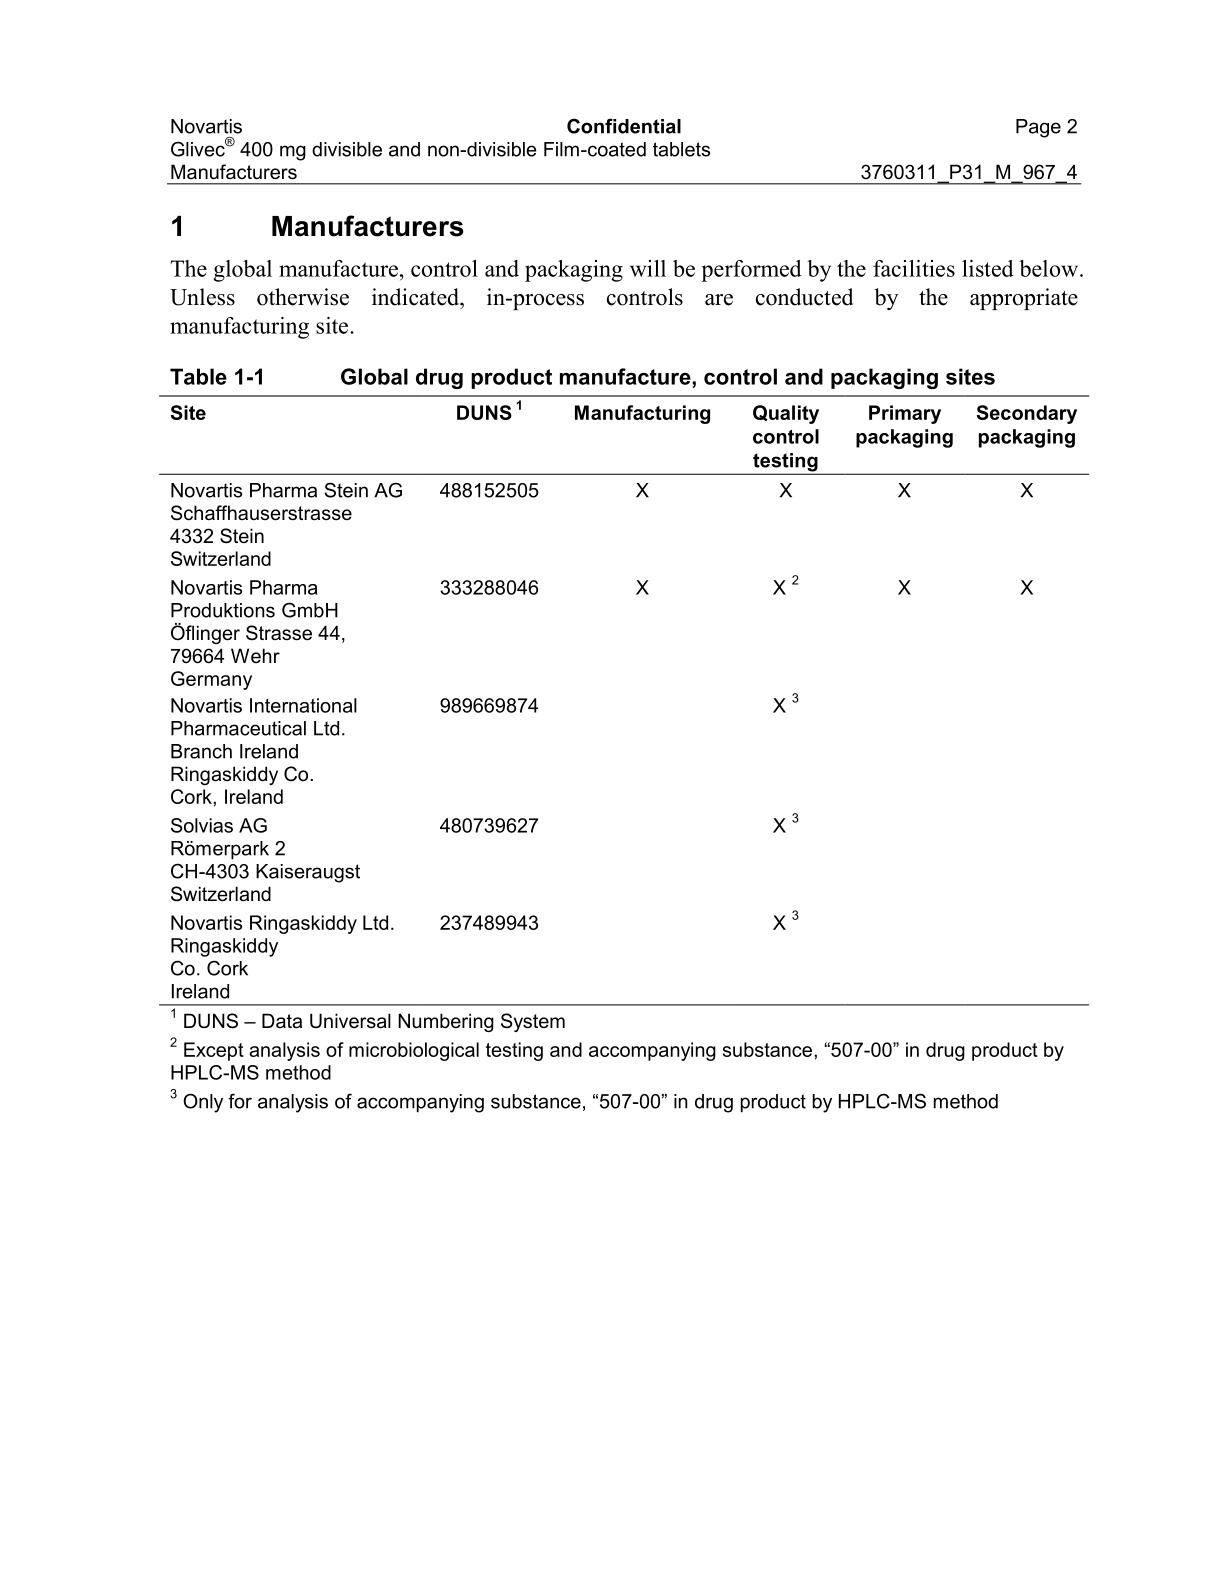 Novartis Confidential Page 2
Glivec® 400 mg divisible and non-divisible Film-coated tablets
Manufacturers 3760311_P31_M_967_4
1 Manufacturers
The global manufacture, control and packaging will be performed by the facilities listed below.
Unless otherwise indicated, in-process controls are conducted by the appropriate
manufacturing site.
Table 1-1 Global drug product manufacture, control and packaging sites
Site DUNS 1 Manufacturing Quality Primary Secondary
control packaging packaging
testing
Novartis Pharma Stein AG 488152505 X X X X
Schaffhauserstrasse
4332 Stein
Switzerland
Novartis Pharma 333288046 X X 2 X X
Produktions GmbH
Öflinger Strasse 44,
79664 Wehr
Germany
Novartis International 989669874 X 3
Pharmaceutical Ltd.
Branch Ireland
Ringaskiddy Co.
Cork, Ireland
Solvias AG 480739627 X 3
Römerpark 2
CH-4303 Kaiseraugst
Switzerland
Novartis Ringaskiddy Ltd. 237489943 X 3
Ringaskiddy
Co. Cork
Ireland
1 DUNS – Data Universal Numbering System
2 Except analysis of microbiological testing and accompanying substance, “507-00” in drug product by
HPLC-MS method
3 Only for analysis of accompanying substance, “507-00” in drug product by HPLC-MS method